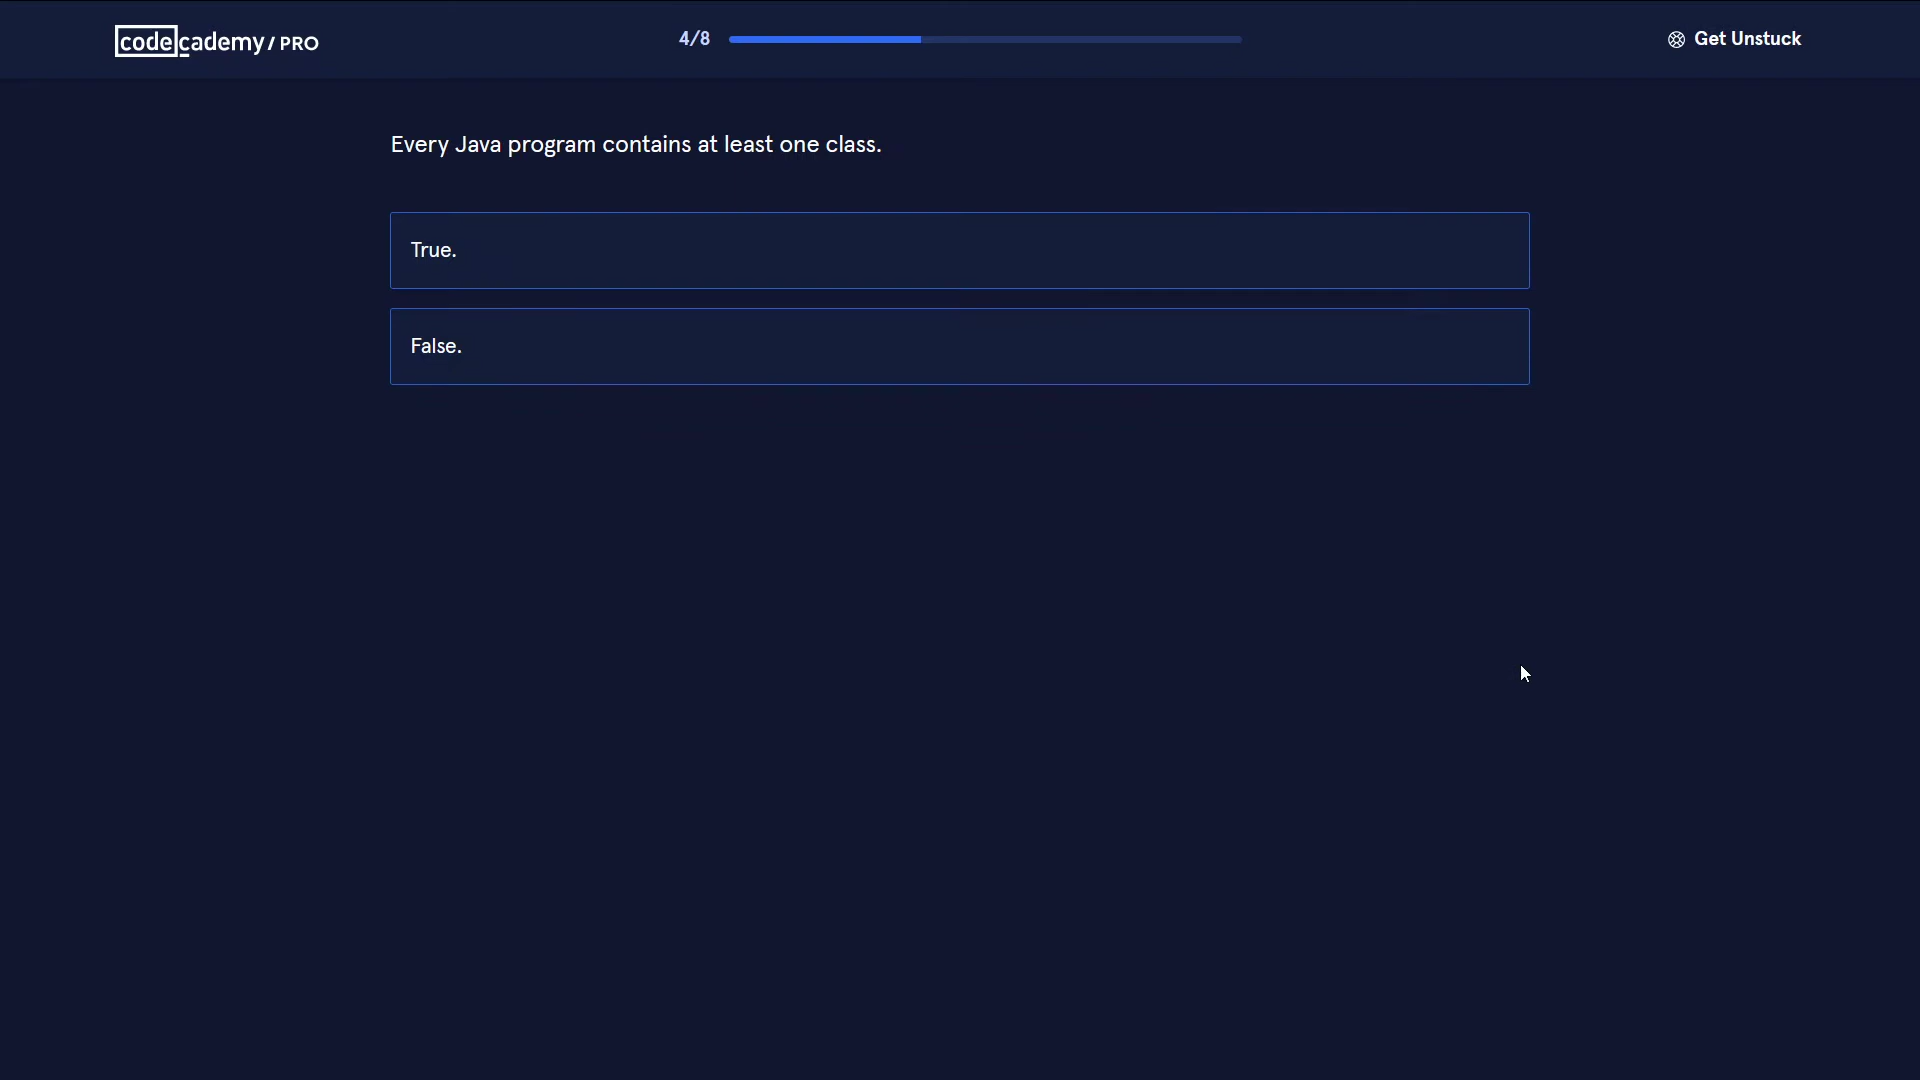 codecademy / PRO
4/8
Get Unstuck
Every Java program contains at least one class.
True.
False.